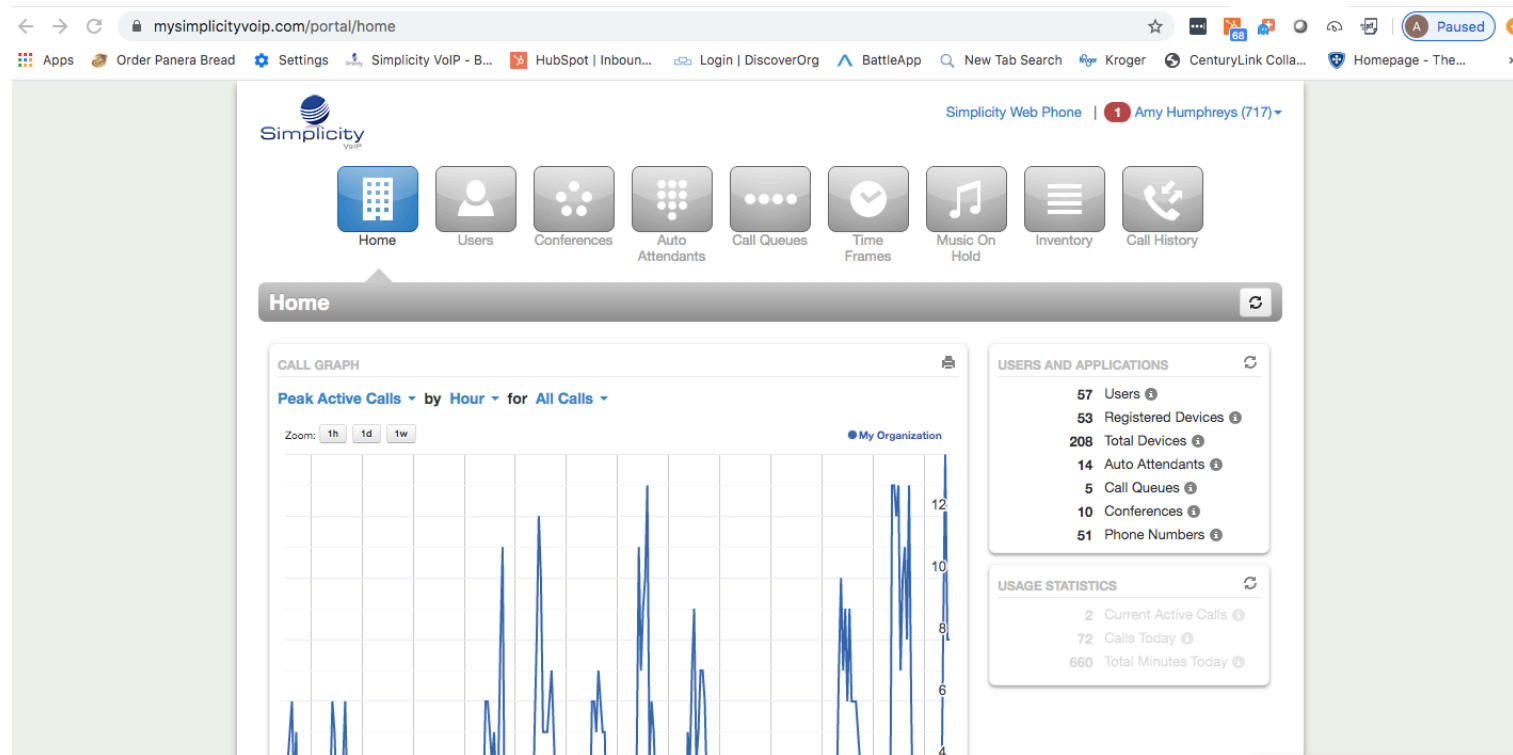 mysimplicityvoip.com/portal/home
68
A Paused
Apps Order Panera Bread Settings Simplicity VoIP - B... HubSpot | Inboun... Login | DiscoverOrg BattleApp New Tab Search Kroger CenturyLink Colla... Homepage - The...
Simplicity
VoIP
Simplicity Web Phone | 1 Amy Humphreys (717)
Home Users Conferences Auto Attendants Call Queues Time Frames Music On Hold Inventory Call History
Home
CALL GRAPH
Peak Active Calls by Hour for All Calls
Zoom: 1h 1d 1w
My Organization
12
10
8
6
4
USERS AND APPLICATIONS
57 Users
53 Registered Devices
208 Total Devices
14 Auto Attendants
5 Call Queues
10 Conferences
51 Phone Numbers
USAGE STATISTICS
2 Current Active Calls
72 Calls Today
660 Total Minutes Today